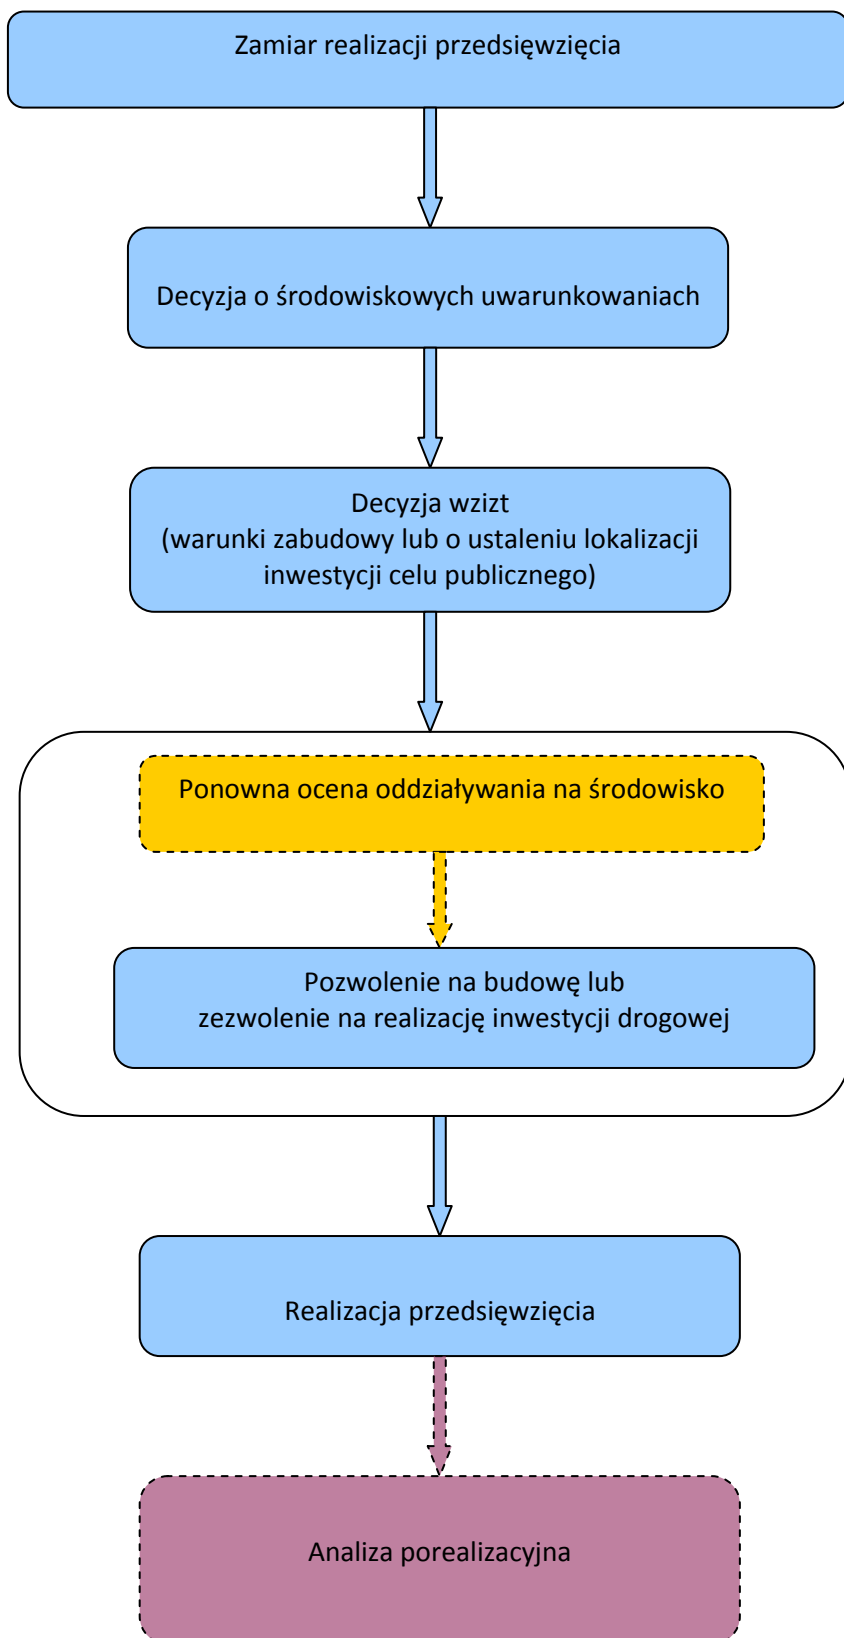 Zamiar realizacji przedsięwzięcia
Decyzja o środowiskowych uwarunkowaniach
Decyzja wzizt
(warunki zabudowy lub o ustaleniu lokalizacji
inwestycji celu publicznego)
Ponowna ocena oddziaływania na środowisko
Pozwolenie na budowę lub
zezwolenie na realizację inwestycji drogowej
Realizacja przedsięwzięcia
Analiza porealizacyjna